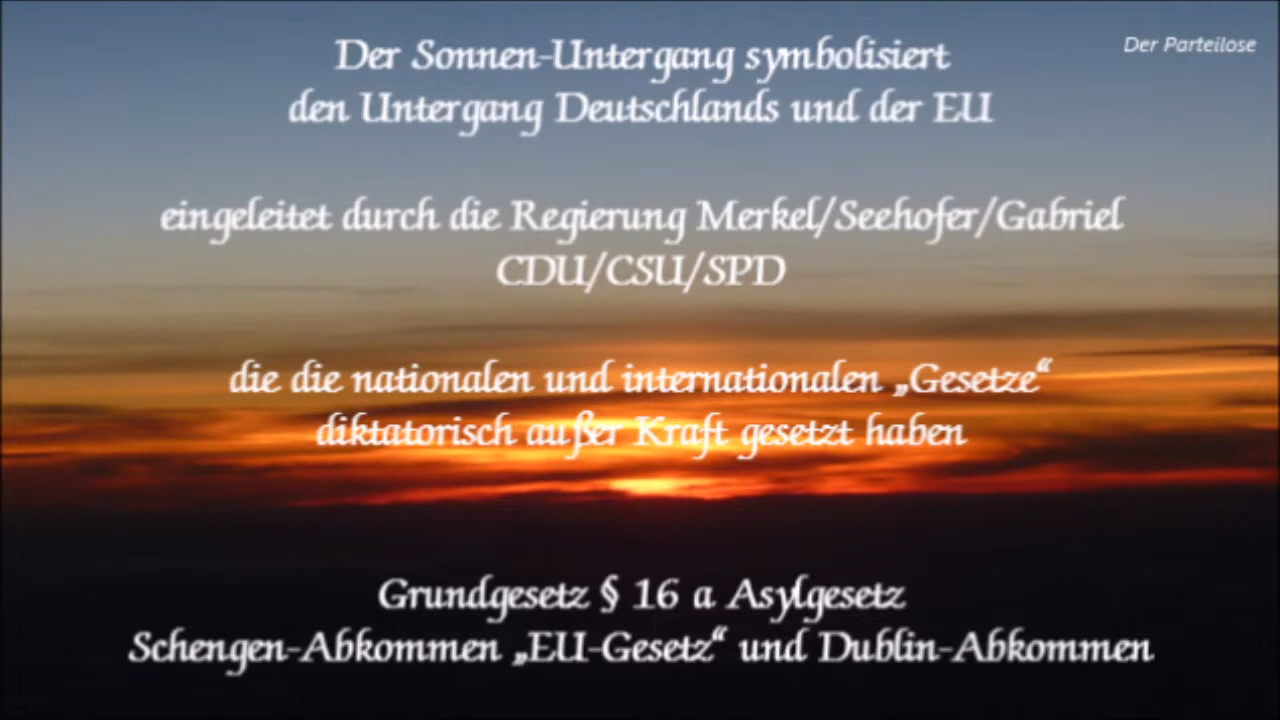 Der Parteilose
Der Sonnen-Untergang symbolisiert
den Untergang Deutschlands und der EU
eingeleitet durch die Regierung Merkel/Seehofer/Gabriel
CDU/CSU/SPD
die die nationalen und internationalen „Gesetze“
diktatorisch außer Kraft gesetzt haben
Grundgesetz § 16 a Asylgesetz
Schengen-Abkommen „EU-Gesetz“ und Dublin-Abkommen